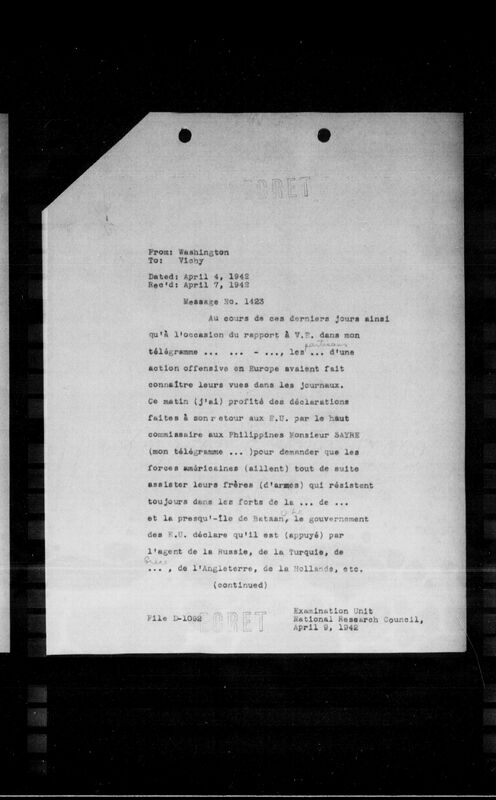 SECRET
From: Washington
To: Vichy
Dated: April 4, 1942
Rec'd: April 7, 1942
Message No. 1423
Au cours de ces derniers jours ainsi
qu'à l'occasion du rapport à V.E. dans mon
partisans
télégramme ... ... - ..., les ... d'une
action offensive en Europe avaient fait
connaître leurs vues dans les journaux.
Ce matin (j'ai) profité des déclarations
faites à son retour aux E.U. par le haut
commissaire aux Philippines Monsieur SAYRE
(mon télégramme ... )pour demander que les
forces américaines (aillent) tout de suite
assister leurs frères (d'armes) qui résistent
toujours dans les forts de la ... de ...
et la presqu'-île de Bataan, le gouvernement
des E.U. déclare qu'il est (appuyé) par
l'agent de la Russie, de la Turquie, de
... , de l'Angleterre, de la Hollande, etc.
(continued)
File D-1092
SECRET
Examination Unit
National Research Council,
April 9, 1942